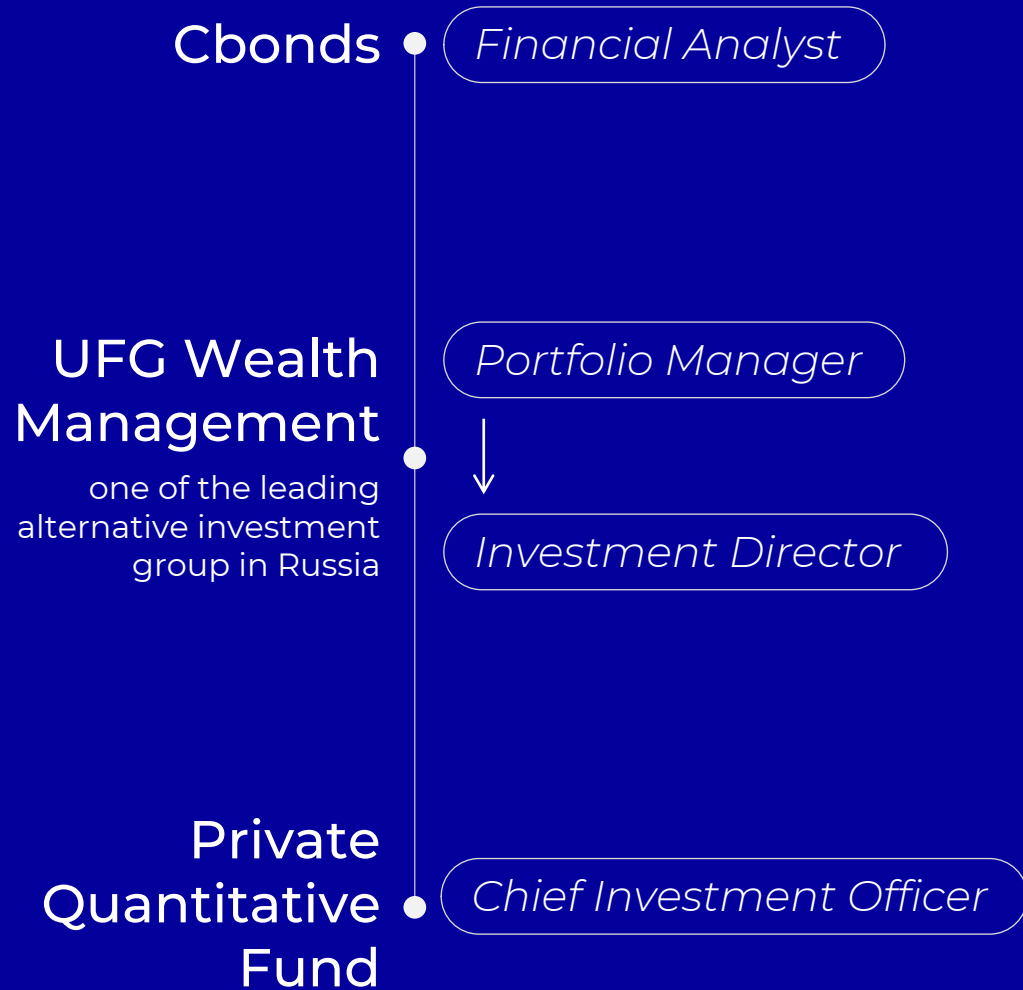 Cbonds
Financial Analyst
UFG Wealth
Management
one of the leading
alternative investment
group in Russia
Portfolio Manager
Investment Director
Private
Quantitative
Fund
Chief Investment Officer